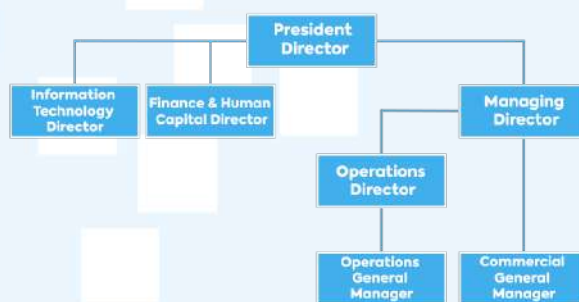 President
Director
Information
Technology
Director
Finance & Human
Capital Director
Managing
Director
Operations
Director
Operations
General
Manager
Commercial
General
Manager